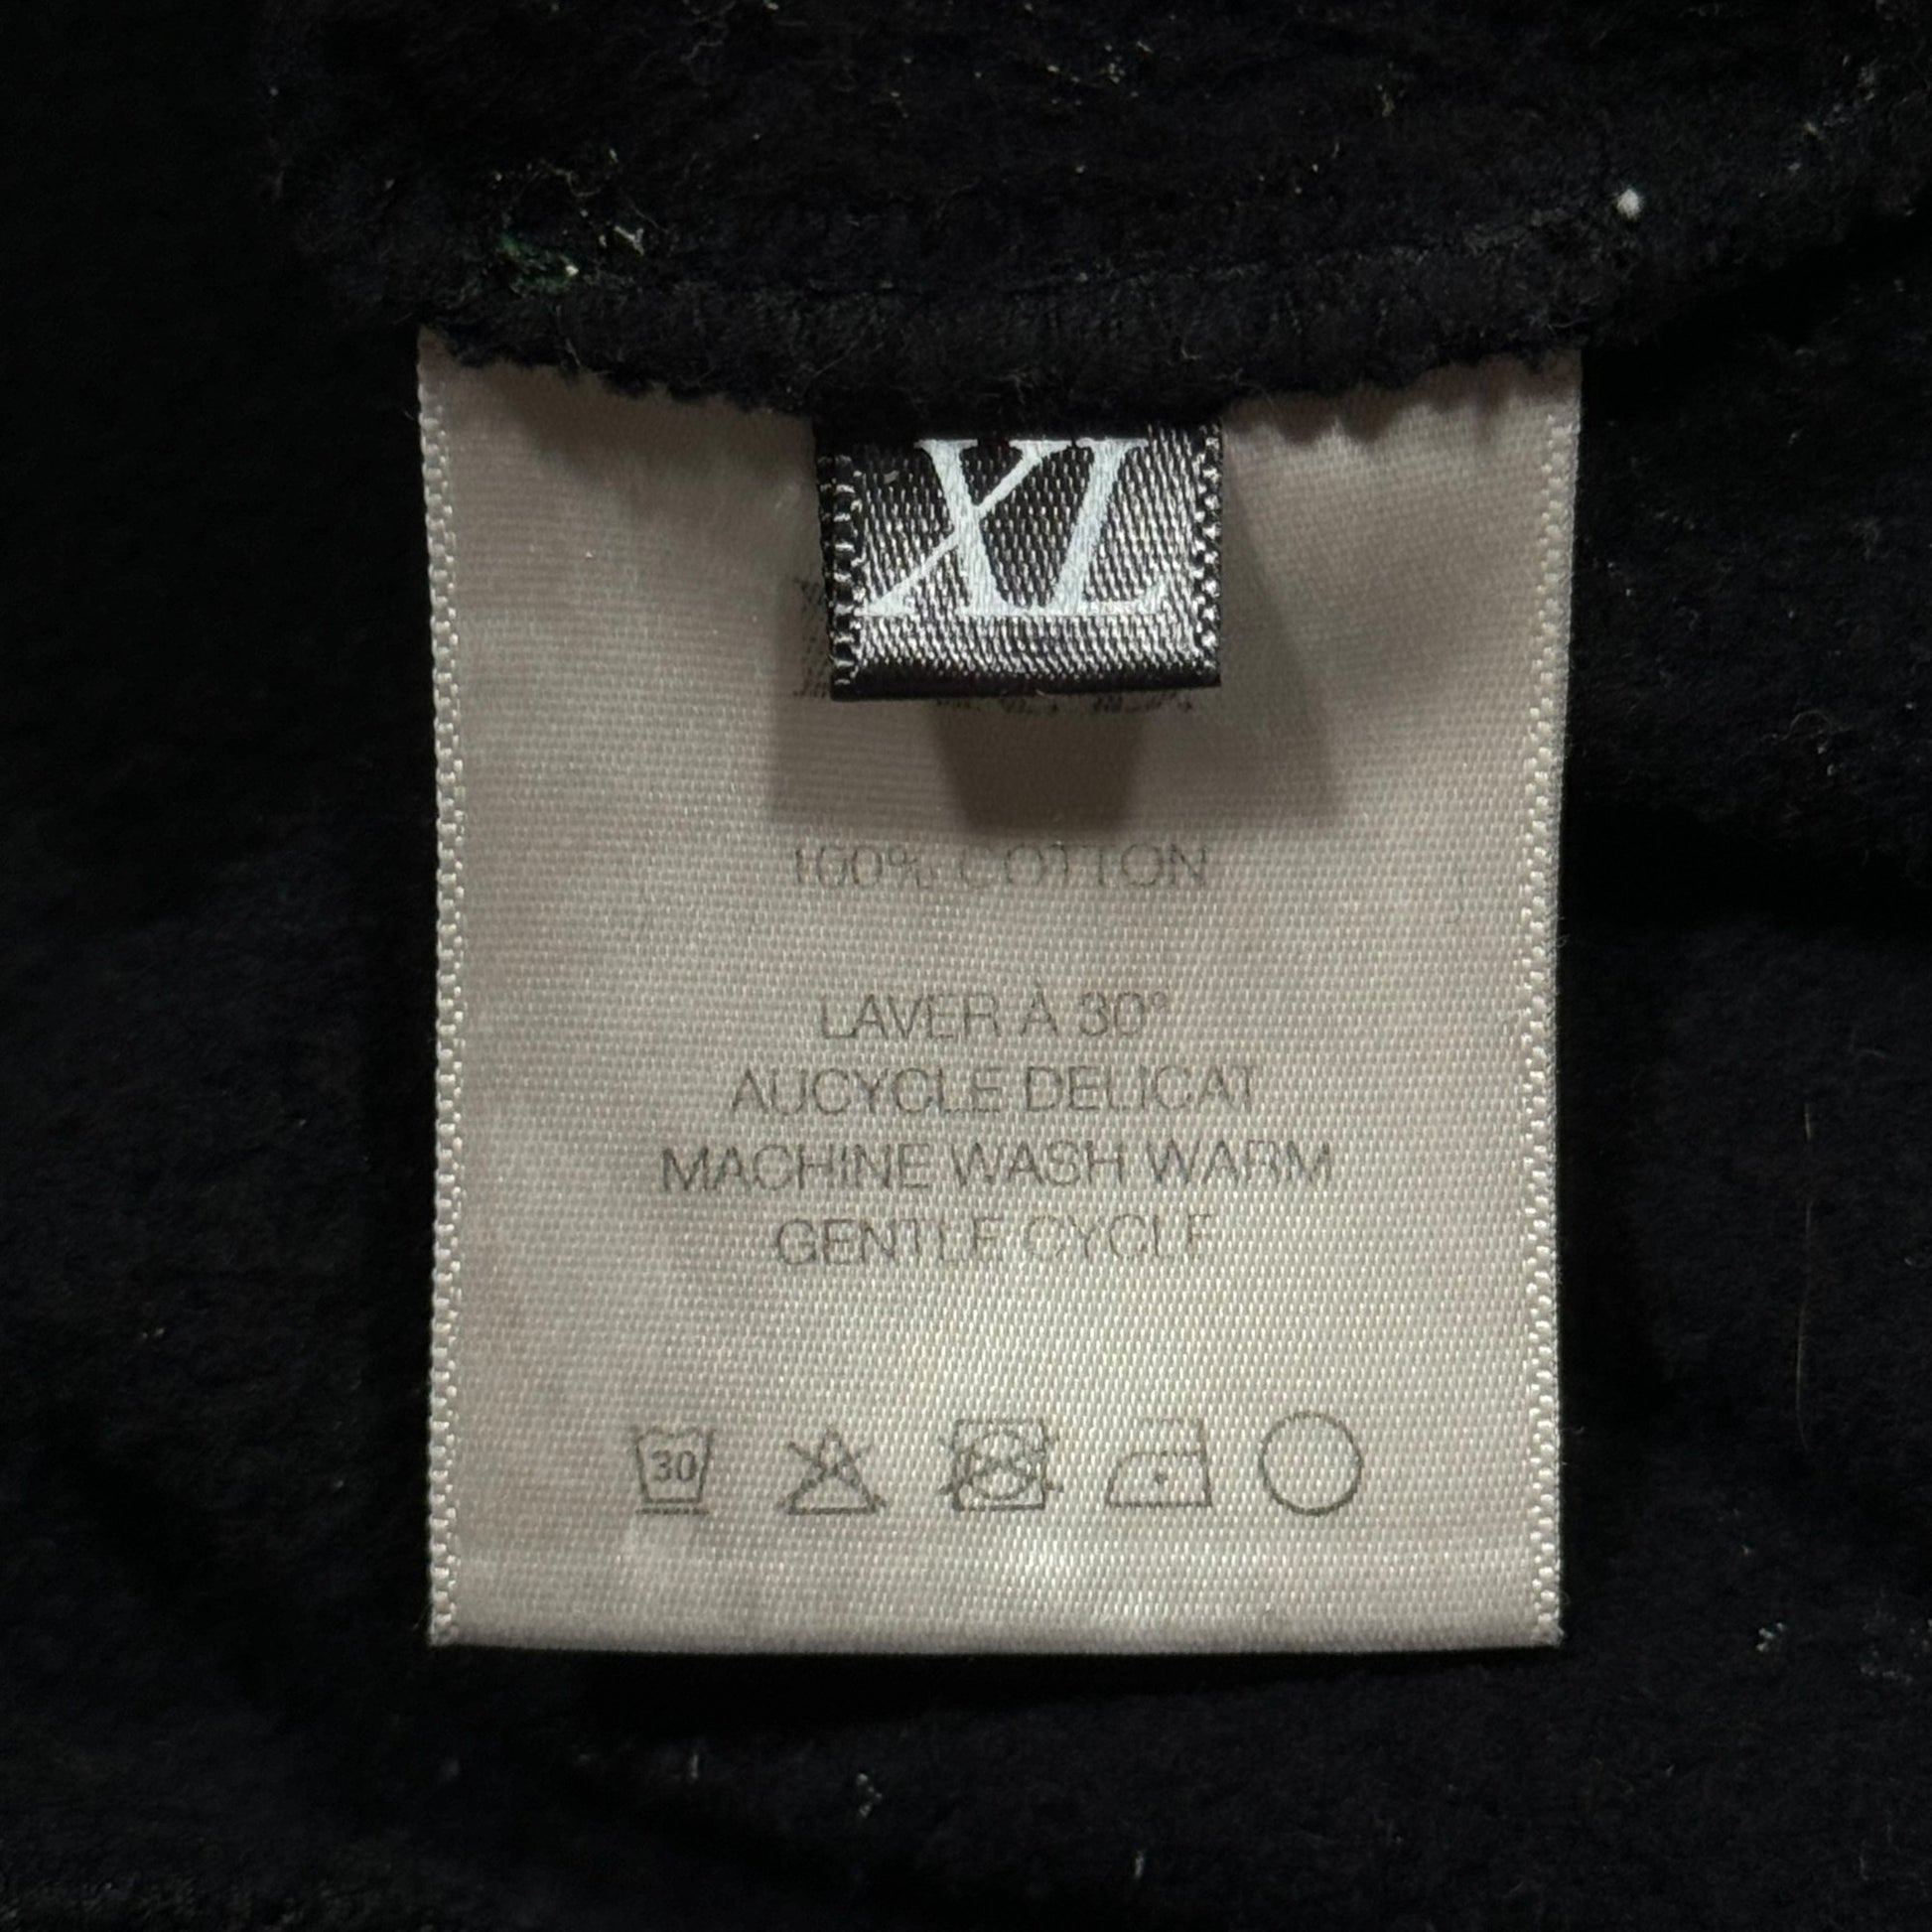 XL
100% COTTON
LAVER À 30°
AUCYCLE DELICAT
MACHINE WASH WARM
GENTLE CYCLE
30